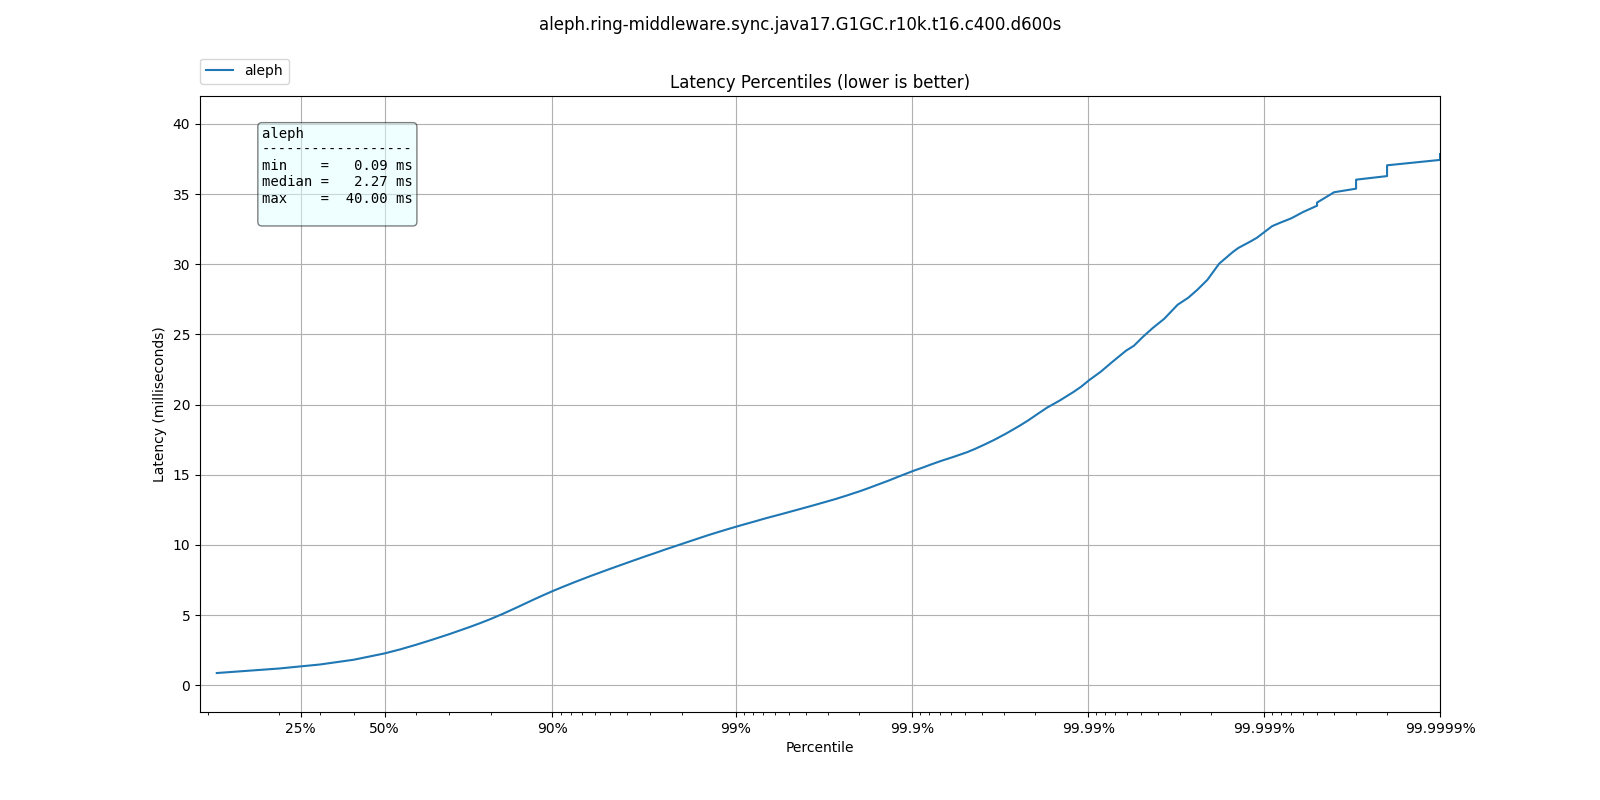 aleph.ring-middleware.sync.java17.G1GC.r10k.t16.c400.d600s
aleph
Latency Percentiles (lower is better)
aleph
------------------
min    =   0.09 ms
median =   2.27 ms
max    =  40.00 ms
40
35
30
25
20
15
10
5
0
Latency (milliseconds)
25% 50% 90% 99% 99.9% 99.99% 99.999% 99.9999%
Percentile